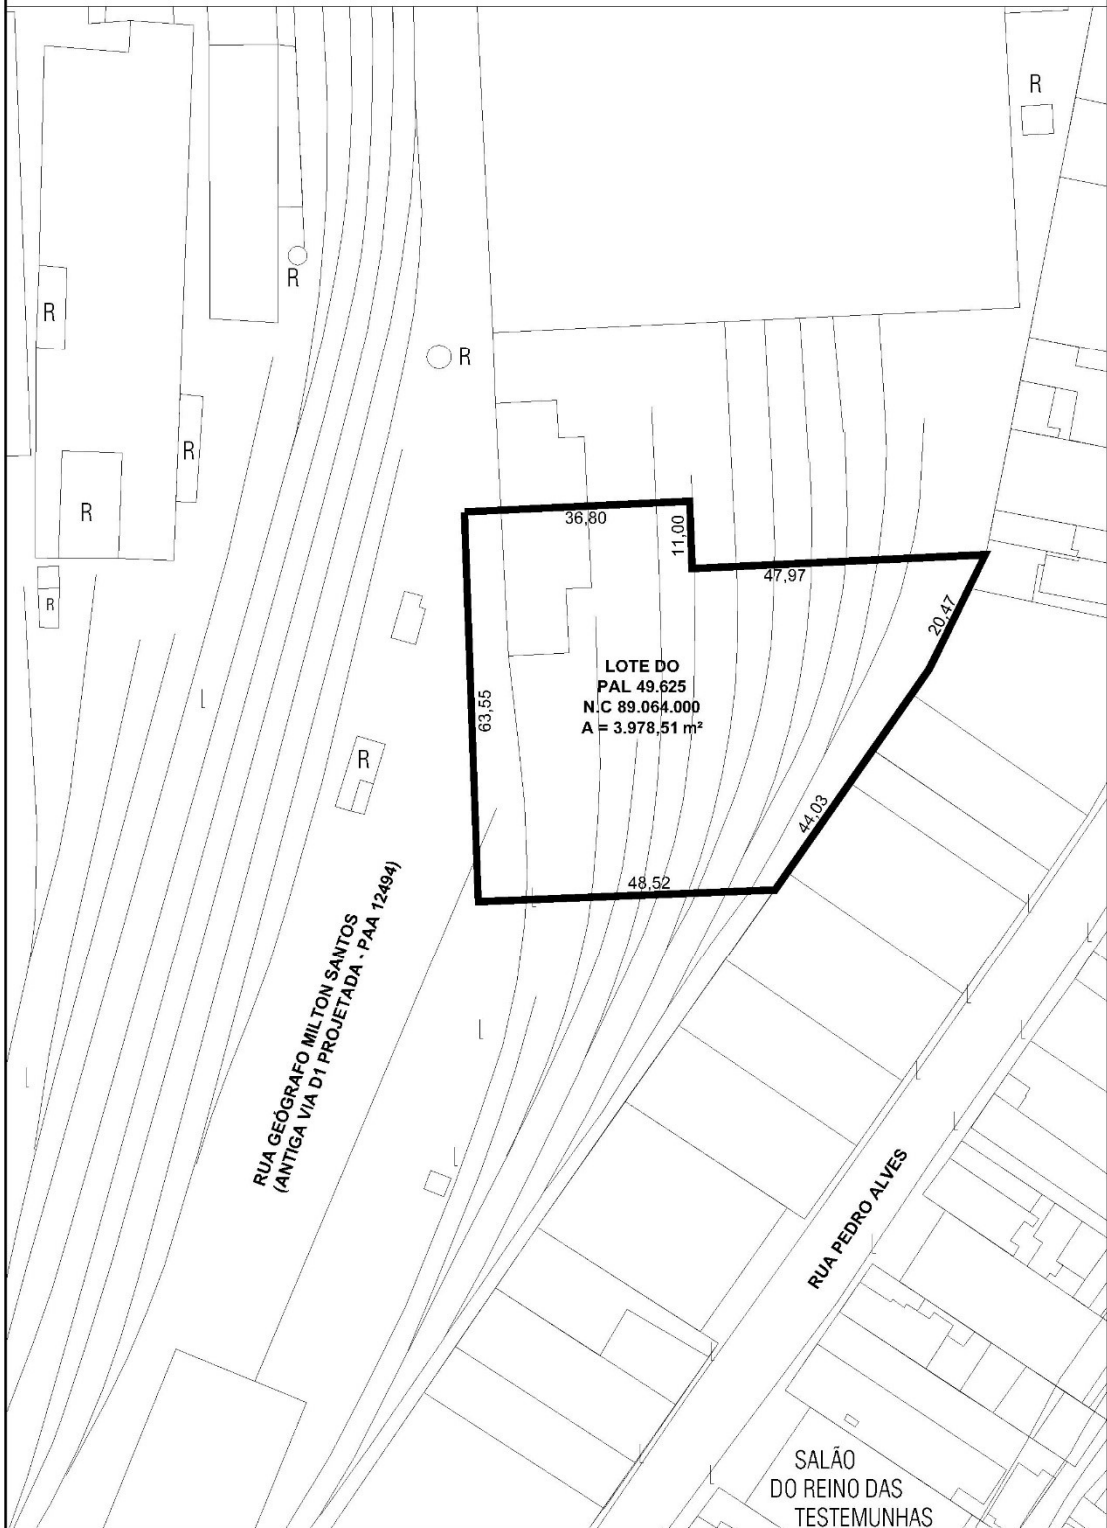 R
R
R
R
R
R
R
R
R
36,80
11,00
47,97
20,47
63,55
LOTE DO
PAL 49.625
N.C 89.064.000
A = 3.978,51 m²
44,03
48,52
RUA GEÓGRAFO MILTON SANTOS
(ANTIGA VIA D1 PROJETADA - PAA 12494)
RUA PEDRO ALVES
SALÃO
DO REINO DAS
TESTEMUNHAS